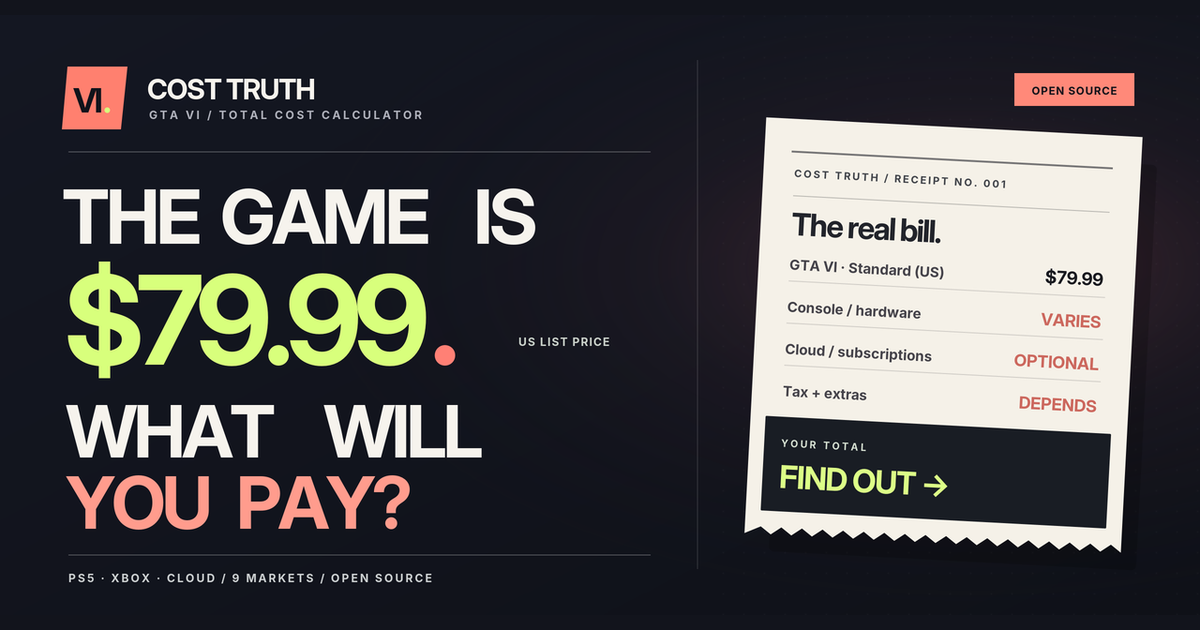 VI.
COST TRUTH
GTA VI / TOTAL COST CALCULATOR
THE GAME IS
$79.99.
US LIST PRICE
WHAT WILL
YOU PAY?
PS5 · XBOX · CLOUD / 9 MARKETS / OPEN SOURCE
OPEN SOURCE
COST TRUTH / RECEIPT NO. 001
The real bill.
GTA VI · Standard (US) $79.99
Console / hardware VARIES
Cloud / subscriptions OPTIONAL
Tax + extras DEPENDS
YOUR TOTAL
FIND OUT →